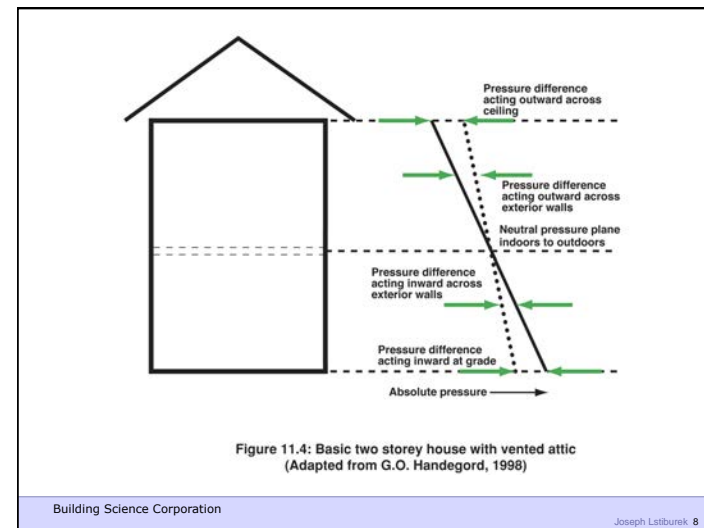 Pressure difference
acting outward across
ceiling
Pressure difference
acting outward across
exterior walls
Neutral pressure plane
indoors to outdoors
Pressure difference
acting inward across
exterior walls
Pressure difference
acting inward at grade
Absolute pressure
Figure 11.4: Basic two storey house with vented attic
(Adapted from G.O. Handegord, 1998)
Building Science Corporation
Joseph Lstiburek 8